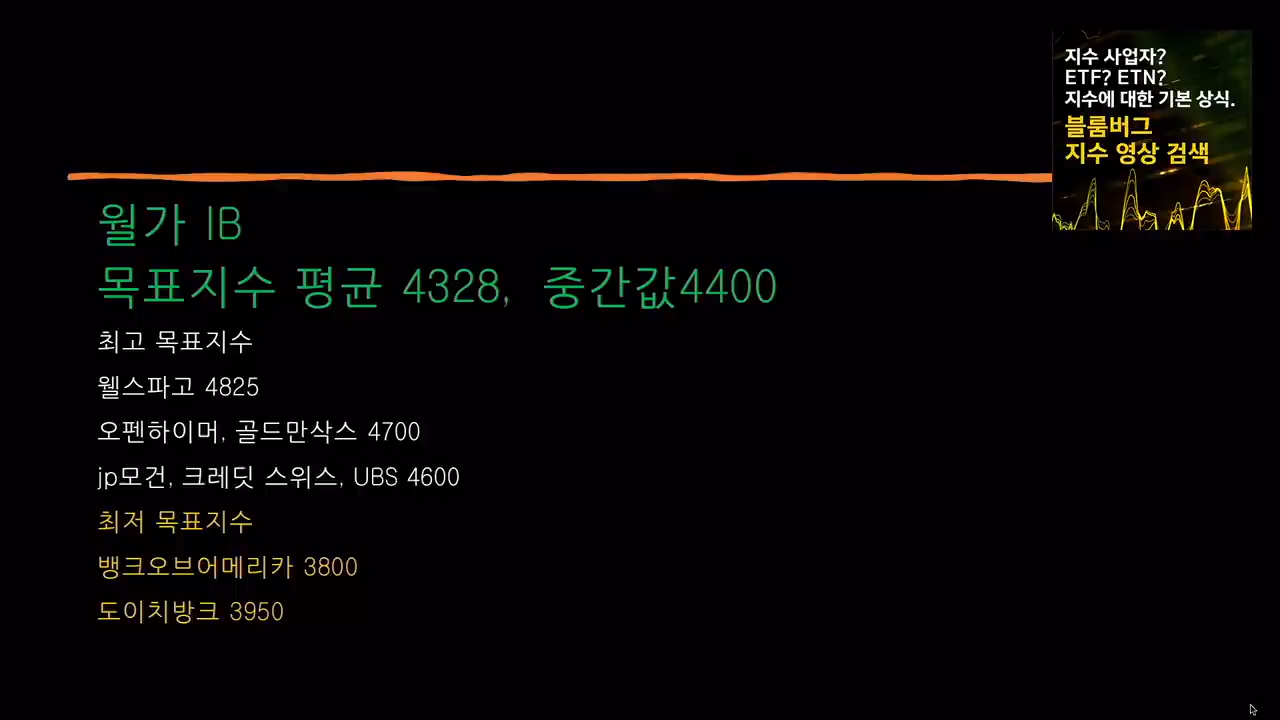 지수 사업자?
ETF? ETN?
지수에 대한 기본 상식.
블룸버그
지수 영상 검색
월가 IB
목표지수 평균 4328, 중간값4400
최고 목표지수
웰스파고 4825
오펜하이머, 골드만삭스 4700
jp모건, 크레딧 스위스, UBS 4600
최저 목표지수
뱅크오브어메리카 3800
도이치방크 3950